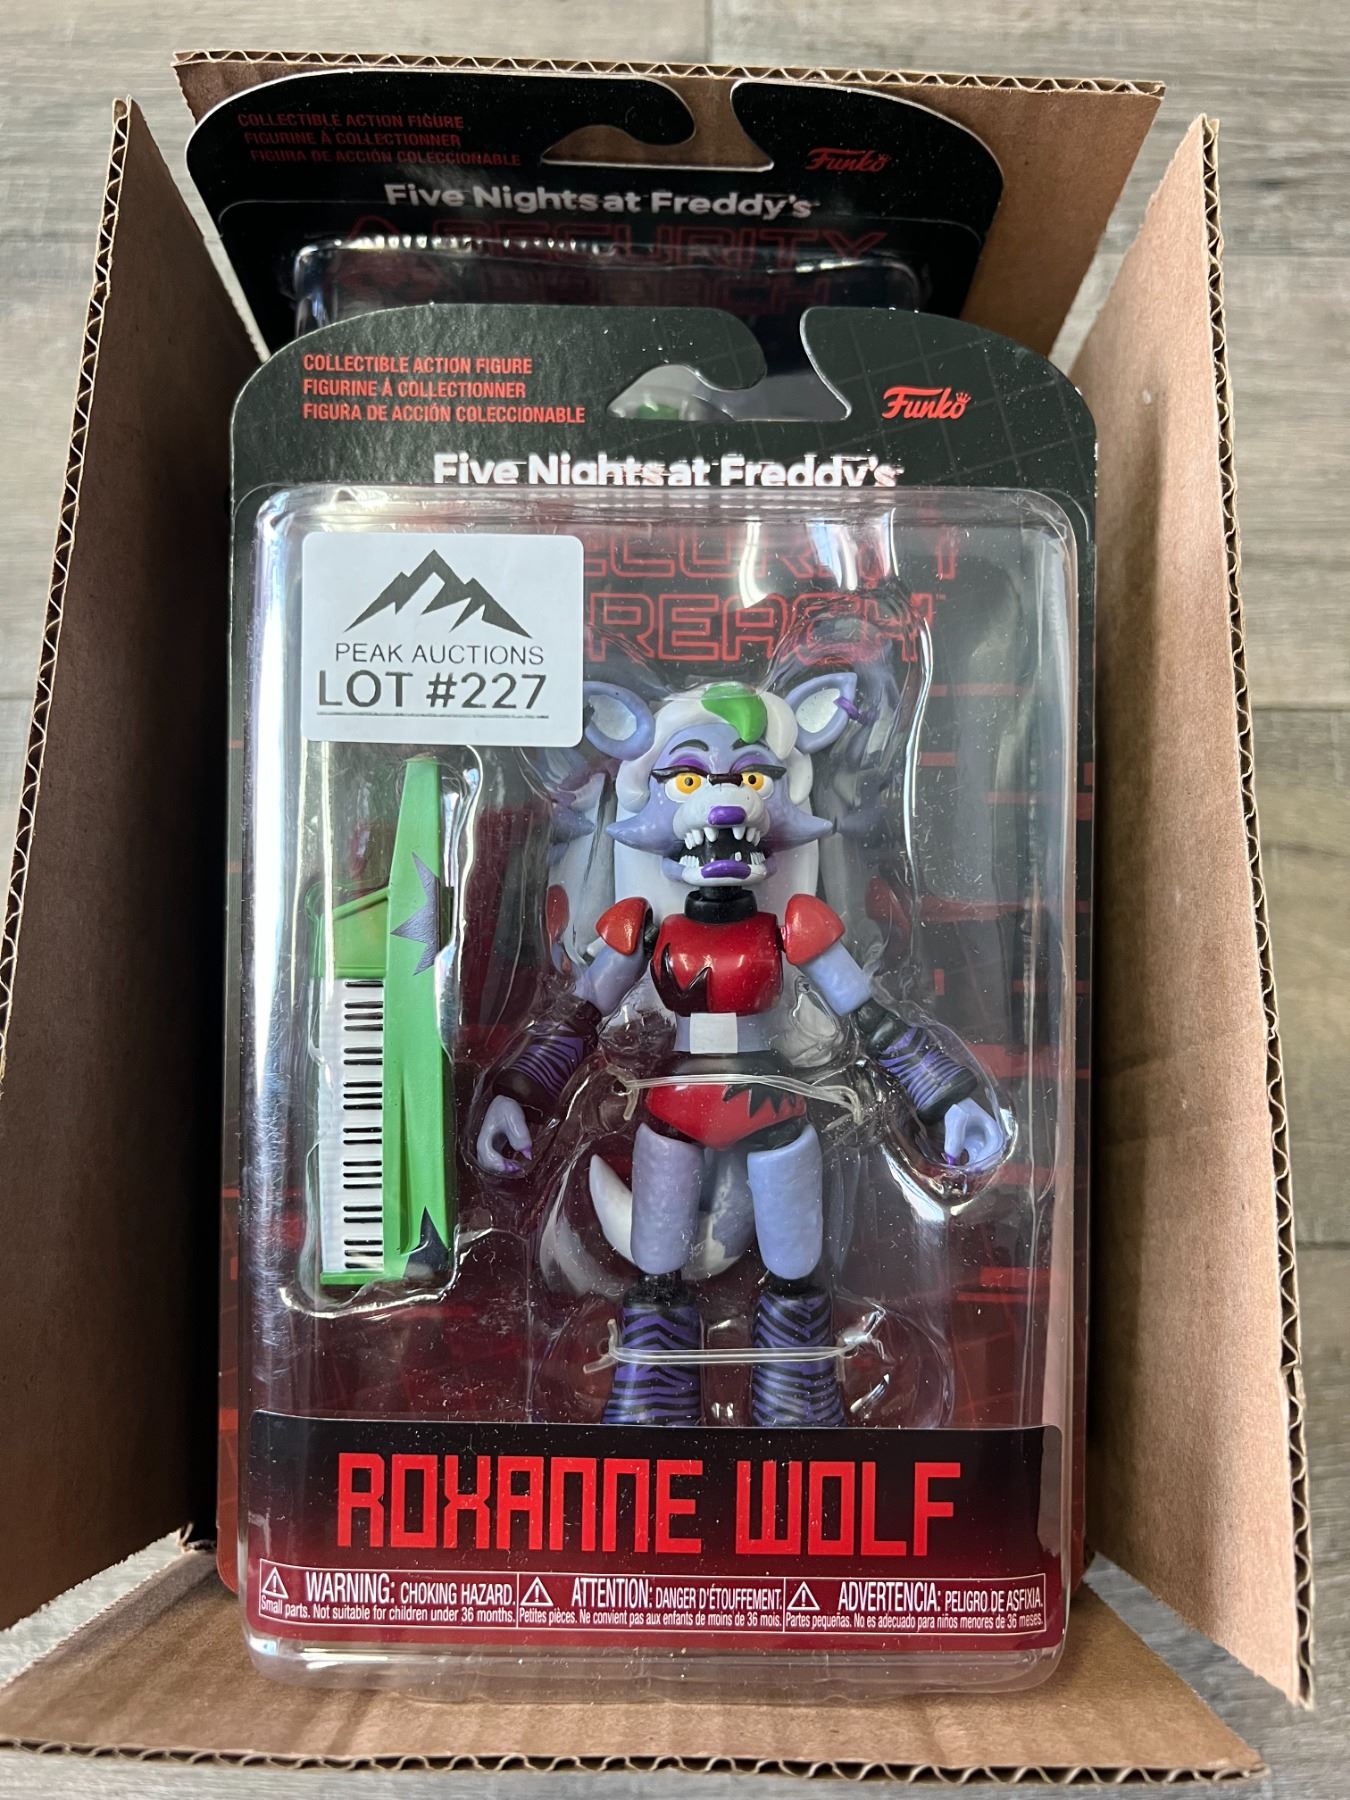 COLLECTIBLE ACTION FIGURE
FIGURINE À COLLECTIONNER
FIGURA DE ACCIÓN COLECCIONABLE
Funko
Five Nights at Freddy's
SECURITY
COLLECTIBLE ACTION FIGURE
FIGURINE À COLLECTIONNER
FIGURA DE ACCIÓN COLECCIONABLE
Funko
Five Nights at Freddy's
PEAK AUCTIONS
LOT #227
ROXANNE WOLF
WARNING: CHOKING HAZARD.
Small parts. Not suitable for children under 36 months.
ATTENTION: DANGER D'ÉTOUFFEMENT.
Petites pièces. Ne convient pas aux enfants de moins de 36 mois.
ADVERTENCIA: PELIGRO DE ASFIXIA.
Partes pequeñas. No es adecuado para niños menores de 36 meses.